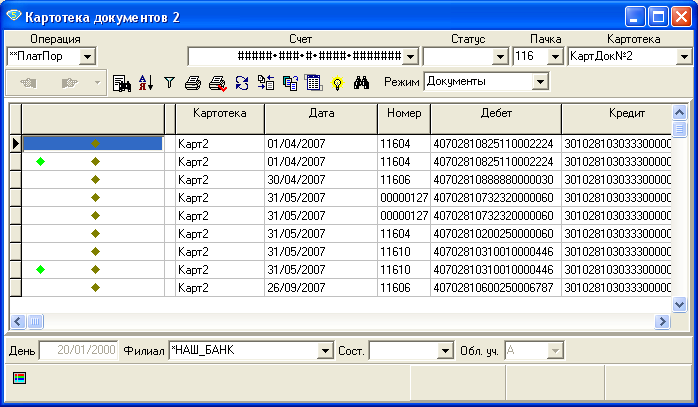 Картотека документов 2
Операция Счет Статус Пачка Картотека
**ПлатПор #####*###*#*####*####### 116 КартДок№2
Режим Документы
Картотека Дата Номер Дебет Кредит
Карт2 01/04/2007 11604 40702810825110002224 301028103033300000
Карт2 01/04/2007 11604 40702810825110002224 301028103033300000
Карт2 30/04/2007 11606 40702810888880000030 301028103033300000
Карт2 31/05/2007 00000127 40702810732320000060 301028103033300000
Карт2 31/05/2007 00000127 40702810732320000060 301028103033300000
Карт2 31/05/2007 11604 40702810200250000060 301028103033300000
Карт2 31/05/2007 11610 40702810310010000446 301028103033300000
Карт2 31/05/2007 11610 40702810310010000446 301028103033300000
Карт2 26/09/2007 11606 40702810600250006787 301028103033300000
День 20/01/2000 Филиал *НАШ_БАНК Сост. Обл. уч. А